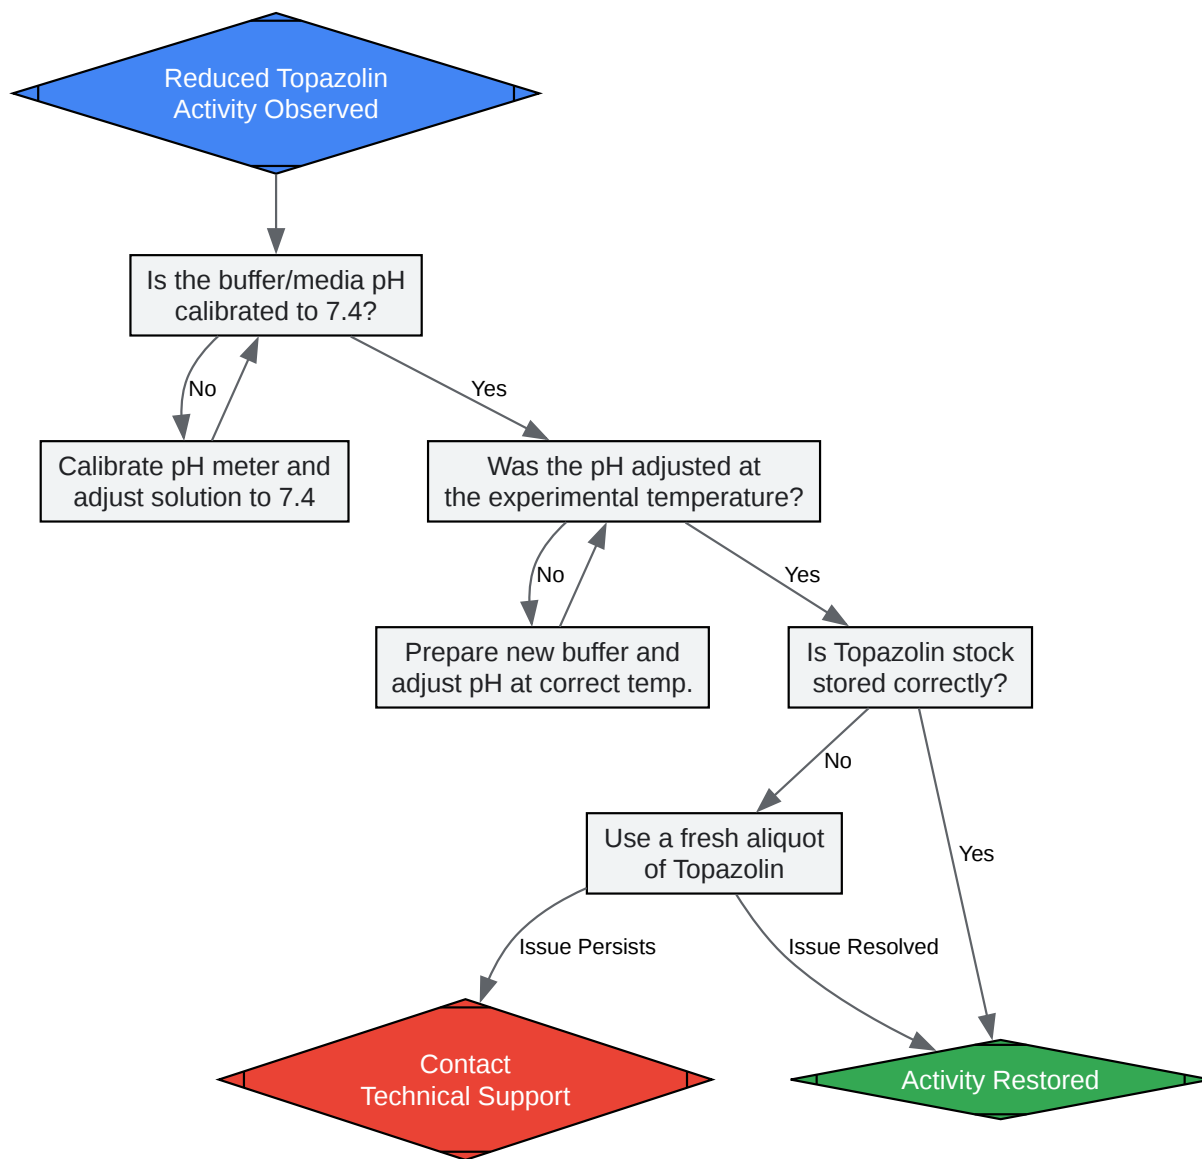 Reduced Topazolin
Activity Observed
Is the buffer/media pH
calibrated to 7.4?
No
Yes
Calibrate pH meter and
adjust solution to 7.4
Was the pH adjusted at
the experimental temperature?
No
Yes
Prepare new buffer and
adjust pH at correct temp.
Is Topazolin stock
stored correctly?
No
Yes
Use a fresh aliquot
of Topazolin
Issue Persists
Issue Resolved
Contact
Technical Support
Activity Restored